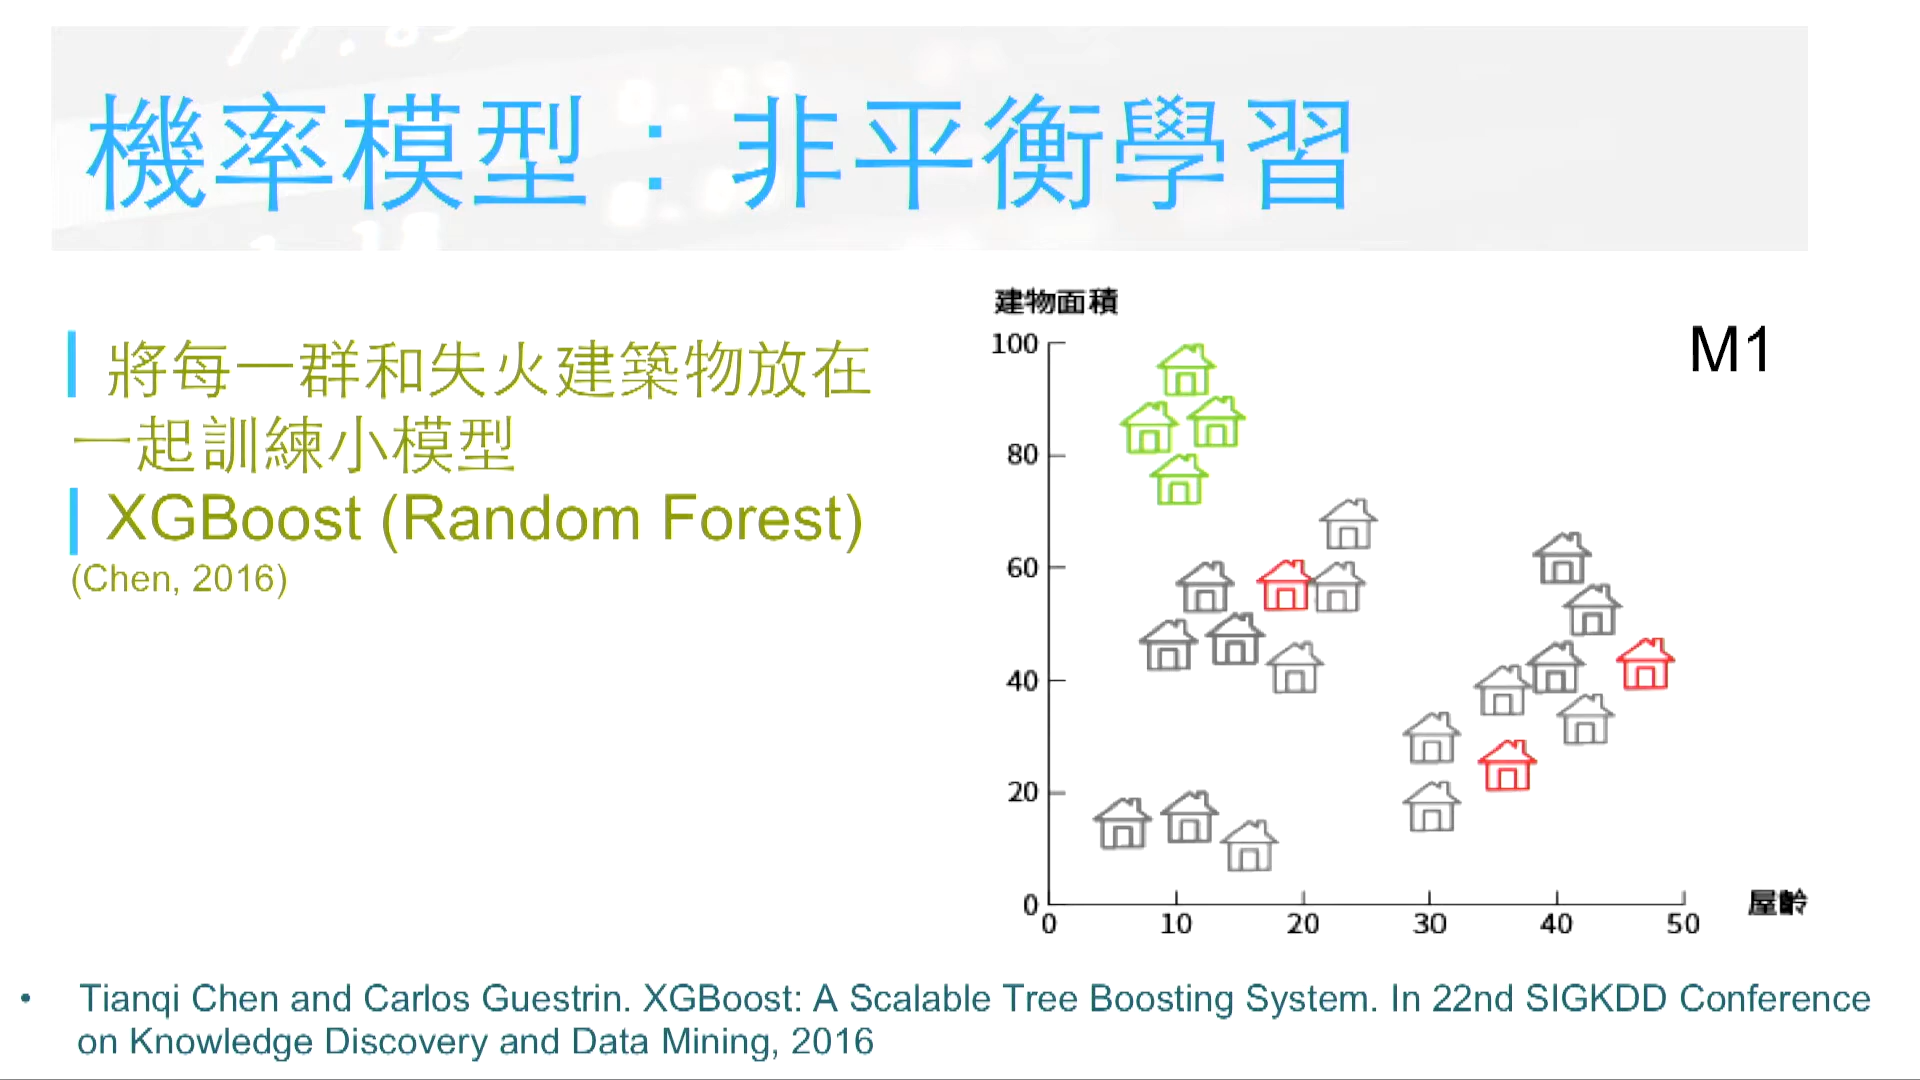 機率模型：非平衡學習
將每一群和失火建築物放在
一起訓練小模型
XGBoost (Random Forest)
(Chen, 2016)
建物面積
M1
100
80
60
40
20
0
0 10 20 30 40 50
屋齡
• Tianqi Chen and Carlos Guestrin. XGBoost: A Scalable Tree Boosting System. In 22nd SIGKDD Conference
on Knowledge Discovery and Data Mining, 2016